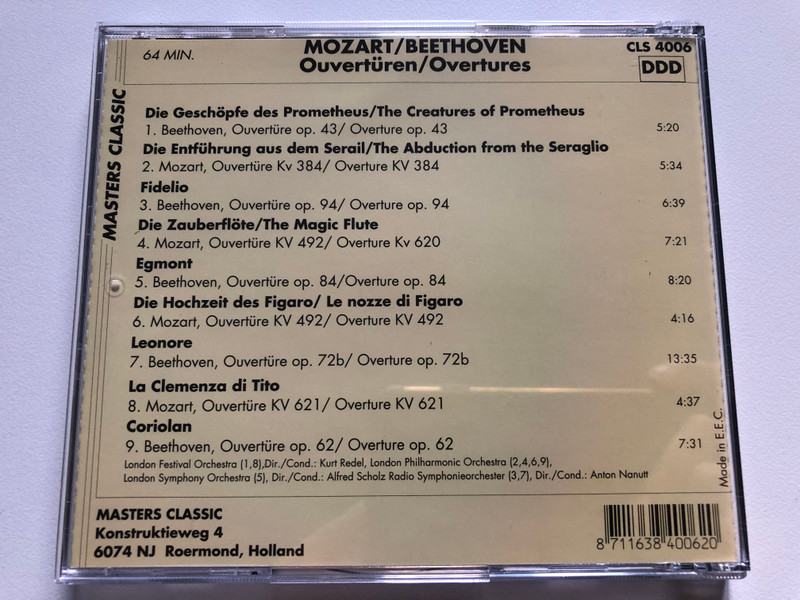 64 MIN.
MOZART/BEETHOVEN
Ouvertüren/Overtures
CLS 4006
DDD
MASTERS CLASSIC
Die Geschöpfe des Prometheus/The Creatures of Prometheus
1. Beethoven, Ouvertüre op. 43/ Overture op. 43 5:20
Die Entführung aus dem Serail/The Abduction from the Seraglio
2. Mozart, Ouvertüre Kv 384/ Overture KV 384 5:34
Fidelio
3. Beethoven, Ouvertüre op. 94/ Overture op. 94 6:39
Die Zauberflöte/The Magic Flute
4. Mozart, Ouvertüre KV 492/ Overture Kv 620 7:21
Egmont
5. Beethoven, Ouvertüre op. 84/Overture op. 84 8:20
Die Hochzeit des Figaro/ Le nozze di Figaro
6. Mozart, Ouvertüre KV 492/ Overture KV 492 4:16
Leonore
7. Beethoven, Ouvertüre op. 72b/ Overture op. 72b 13:35
La Clemenza di Tito
8. Mozart, Ouvertüre KV 621/ Overture KV 621 4:37
Coriolan
9. Beethoven, Ouvertüre op. 62/ Overture op. 62 7:31
London Festival Orchestra (1,8),Dir./Cond.: Kurt Redel, London Philharmonic Orchestra (2,4,6,9),
London Symphony Orchestra (5), Dir./Cond.: Alfred Scholz Radio Symphonieorchester (3,7), Dir./Cond.: Anton Nanutt
Made in E.E.C.
MASTERS CLASSIC
Konstruktieweg 4
6074 NJ Roermond, Holland
8 711638 400620